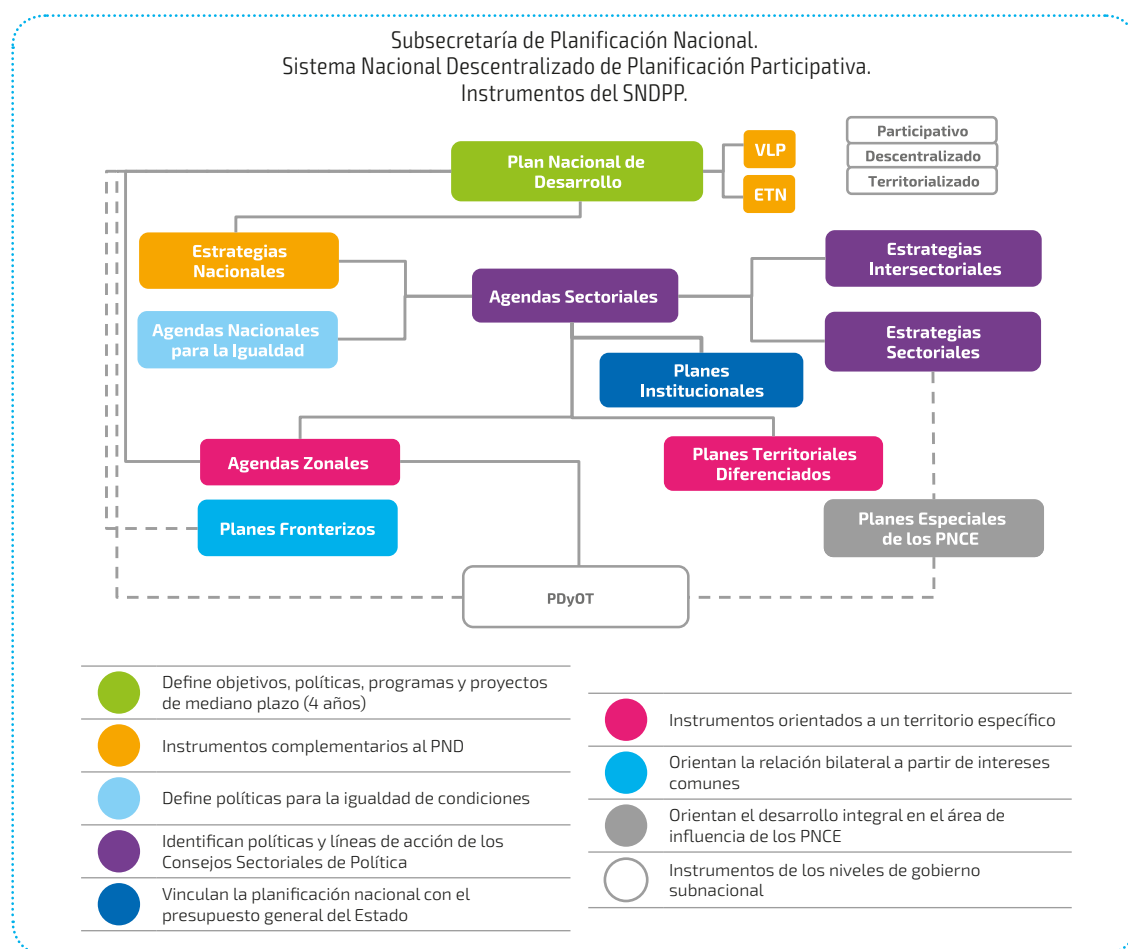 Subsecretaría de Planificación Nacional.
Sistema Nacional Descentralizado de Planificación Participativa.
Instrumentos del SNDPP.
Plan Nacional de
Desarrollo
VLP
ETN
Participativo
Descentralizado
Territorializado
Estrategias
Nacionales
Agendas Nacionales
para la Igualdad
Agendas Sectoriales
Estrategias
Intersectoriales
Estrategias
Sectoriales
Planes
Institucionales
Agendas Zonales
Planes Territoriales
Diferenciados
Planes Fronterizos
Planes Especiales
de los PNCE
PDyOT
Define objetivos, políticas, programas y proyectos
de mediano plazo (4 años)
Instrumentos complementarios al PND
Define políticas para la igualdad de condiciones
Identifican políticas y líneas de acción de los
Consejos Sectoriales de Política
Vinculan la planificación nacional con el
presupuesto general del Estado
Instrumentos orientados a un territorio específico
Orientan la relación bilateral a partir de intereses
comunes
Orientan el desarrollo integral en el área de
influencia de los PNCE
Instrumentos de los niveles de gobierno
subnacional